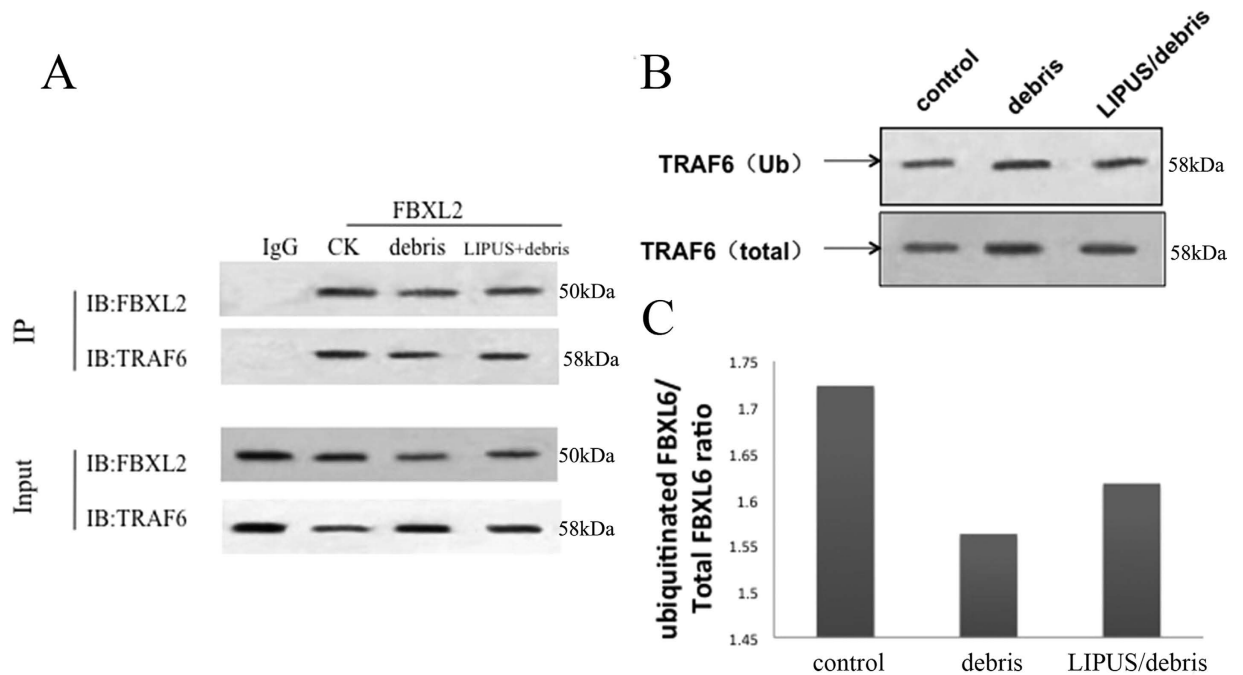 A
FBXL2
IgG CK debris LIPUS+debris
IP
IB:FBXL2 50kDa
IB:TRAF6 58kDa
Input
IB:FBXL2 50kDa
IB:TRAF6 58kDa
B
control debris LIPUS/debris
TRAF6（Ub） 58kDa
TRAF6（total） 58kDa
C
ubiquitinated FBXL6/
Total FBXL6 ratio
1.75
1.7
1.65
1.6
1.55
1.5
1.45
control debris LIPUS/debris